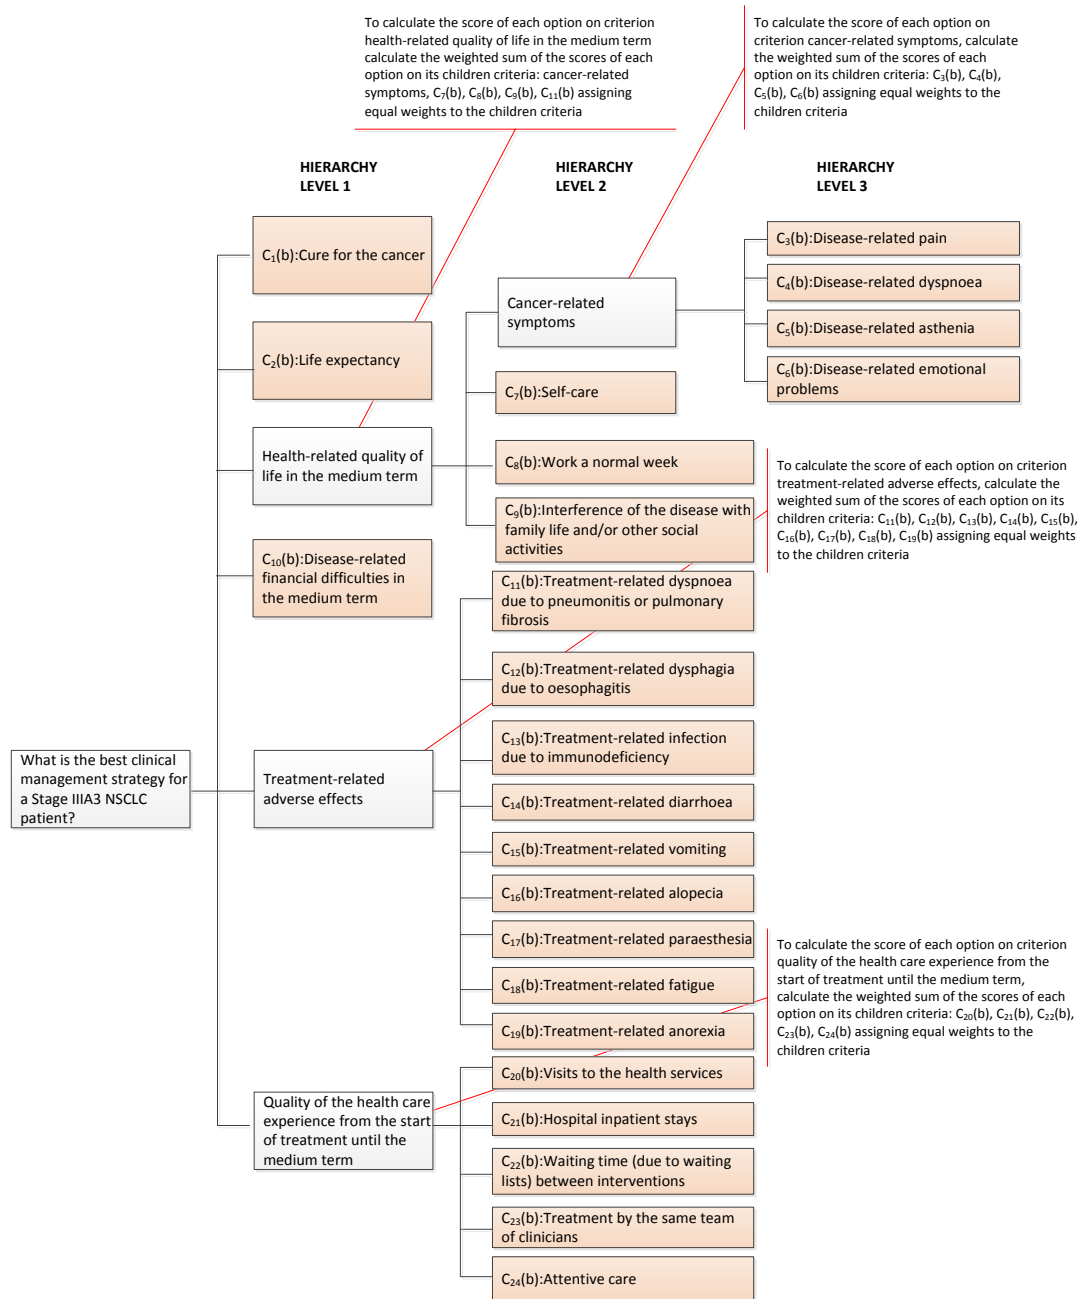 To calculate the score of each option on criterion
health-related quality of life in the medium term
calculate the weighted sum of the scores of each
option on its children criteria: cancer-related
symptoms, C7(b), C8(b), C9(b), C11(b) assigning
equal weights to the children criteria
To calculate the score of each option on
criterion cancer-related symptoms, calculate
the weighted sum of the scores of each
option on its children criteria: C3(b), C4(b),
C5(b), C6(b) assigning equal weights to the
children criteria
HIERARCHY
LEVEL 1
HIERARCHY
LEVEL 2
HIERARCHY
LEVEL 3
What is the best clinical
management strategy for
a Stage IIIA3 NSCLC
patient?
C1(b):Cure for the cancer
C2(b):Life expectancy
Health-related quality of
life in the medium term
C10(b):Disease-related
financial difficulties in
the medium term
Treatment-related
adverse effects
Quality of the health care
experience from the start
of treatment until the
medium term
Cancer-related
symptoms
C7(b):Self-care
C8(b):Work a normal week
C9(b):Interference of the disease with
family life and/or other social
activities
C11(b):Treatment-related dyspnoea
due to pneumonitis or pulmonary
fibrosis
C12(b):Treatment-related dysphagia
due to oesophagitis
C13(b):Treatment-related infection
due to immunodeficiency
C14(b):Treatment-related diarrhoea
C15(b):Treatment-related vomiting
C16(b):Treatment-related alopecia
C17(b):Treatment-related paraesthesia
C18(b):Treatment-related fatigue
C19(b):Treatment-related anorexia
C20(b):Visits to the health services
C21(b):Hospital inpatient stays
C22(b):Waiting time (due to waiting
lists) between interventions
C23(b):Treatment by the same team
of clinicians
C24(b):Attentive care
C3(b):Disease-related pain
C4(b):Disease-related dyspnoea
C5(b):Disease-related asthenia
C6(b):Disease-related emotional
problems
To calculate the score of each option on criterion
treatment-related adverse effects, calculate the
weighted sum of the scores of each option on its
children criteria: C11(b), C12(b), C13(b), C14(b), C15(b),
C16(b), C17(b), C18(b), C19(b) assigning equal weights
to the children criteria
To calculate the score of each option on criterion
quality of the health care experience from the
start of treatment until the medium term,
calculate the weighted sum of the scores of each
option on its children criteria: C20(b), C21(b), C22(b),
C23(b), C24(b) assigning equal weights to the
children criteria